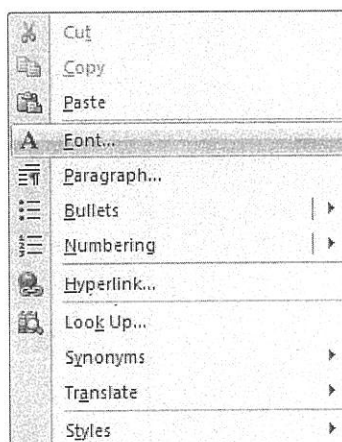 Cut
Copy
Paste
Font...
Paragraph...
Bullets
Numbering
Hyperlink...
Look Up...
Synonyms
Translate
Styles